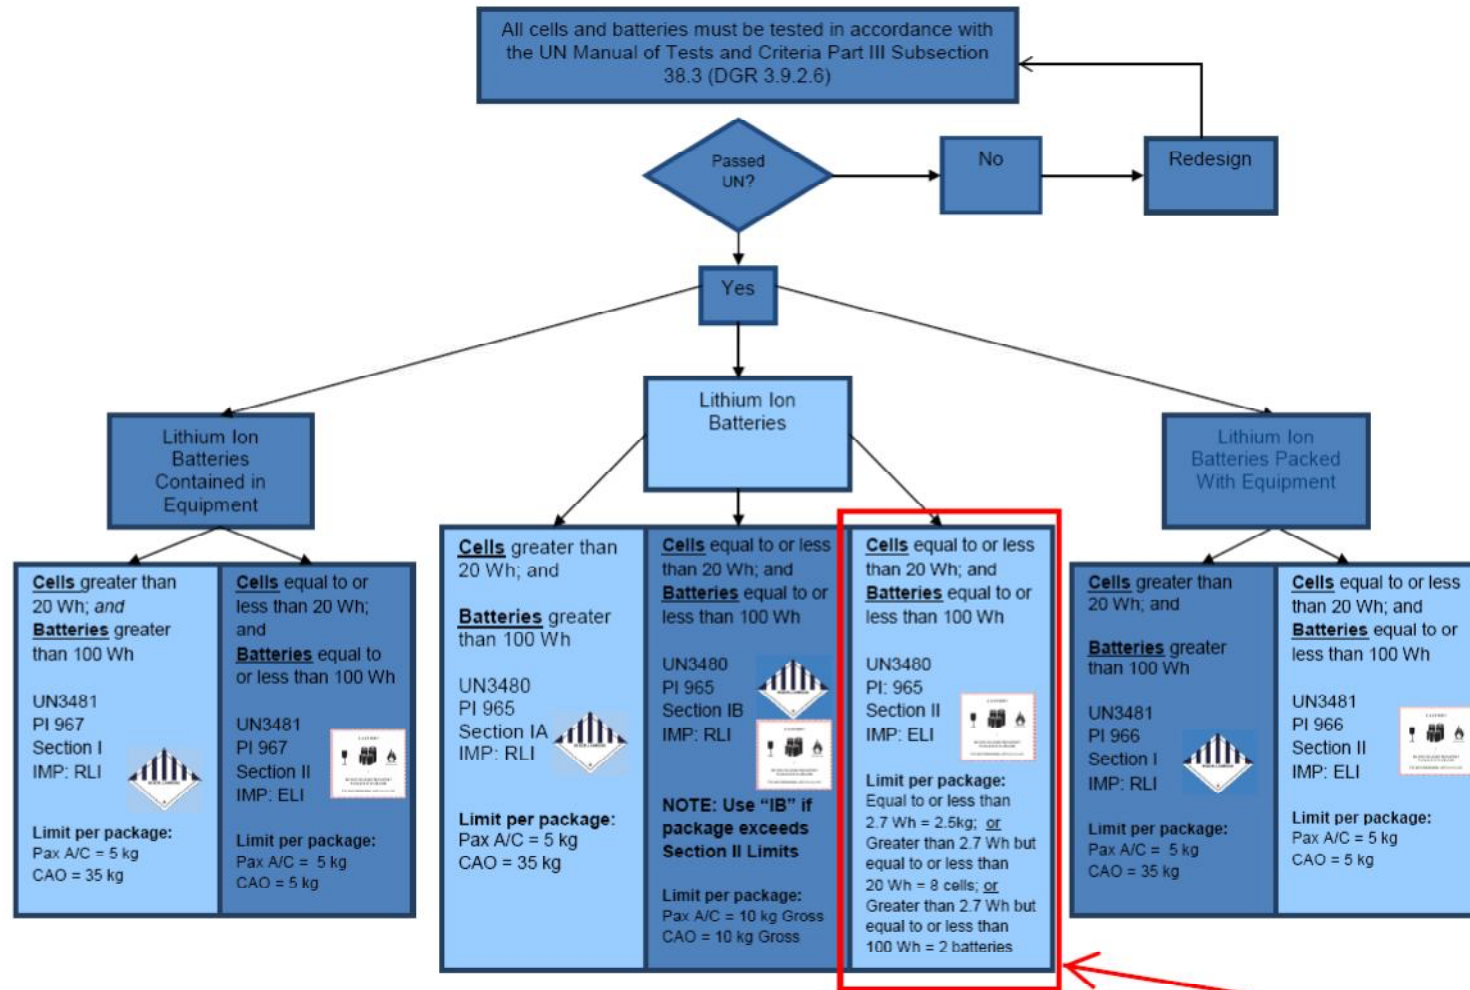 All cells and batteries must be tested in accordance with
the UN Manual of Tests and Criteria Part III Subsection
38.3 (DGR 3.9.2.6)
Passed
UN?
No
Redesign
Yes
Lithium Ion
Batteries
Contained in
Equipment
Lithium Ion
Batteries
Lithium Ion
Batteries Packed
With Equipment
Cells greater than
20 Wh; and
Batteries greater
than 100 Wh
UN3481
PI 967
Section I
IMP: RLI
Limit per package:
Pax A/C = 5 kg
CAO = 35 kg
Cells equal to or
less than 20 Wh;
and
Batteries equal to
or less than 100 Wh
UN3481
PI 967
Section II
IMP: ELI
Limit per package:
Pax A/C = 5 kg
CAO = 5 kg
Cells greater than
20 Wh; and
Batteries greater
than 100 Wh
UN3480
PI 965
Section IA
IMP: RLI
Limit per package:
Pax A/C = 5 kg
CAO = 35 kg
Cells equal to or less
than 20 Wh; and
Batteries equal to or
less than 100 Wh
UN3480
PI 965
Section IB
IMP: RLI
NOTE: Use “IB” if
package exceeds
Section II Limits
Limit per package:
Pax A/C = 10 kg Gross
CAO = 10 kg Gross
Cells equal to or less
than 20 Wh; and
Batteries equal to or
less than 100 Wh
UN3480
PI: 965
Section II
IMP: ELI
Limit per package:
Equal to or less than
2.7 Wh = 2.5kg; or
Greater than 2.7 Wh but
equal to or less than
20 Wh = 8 cells; or
Greater than 2.7 Wh but
equal to or less than
100 Wh = 2 batteries
Cells greater than
20 Wh; and
Batteries greater
than 100 Wh
UN3481
PI 966
Section I
IMP: RLI
Limit per package:
Pax A/C = 5 kg
CAO = 35 kg
Cells equal to or less
than 20 Wh; and
Batteries equal to or
less than 100 Wh
UN3481
PI 966
Section II
IMP: ELI
Limit per package:
Pax A/C = 5 kg
CAO = 5 kg